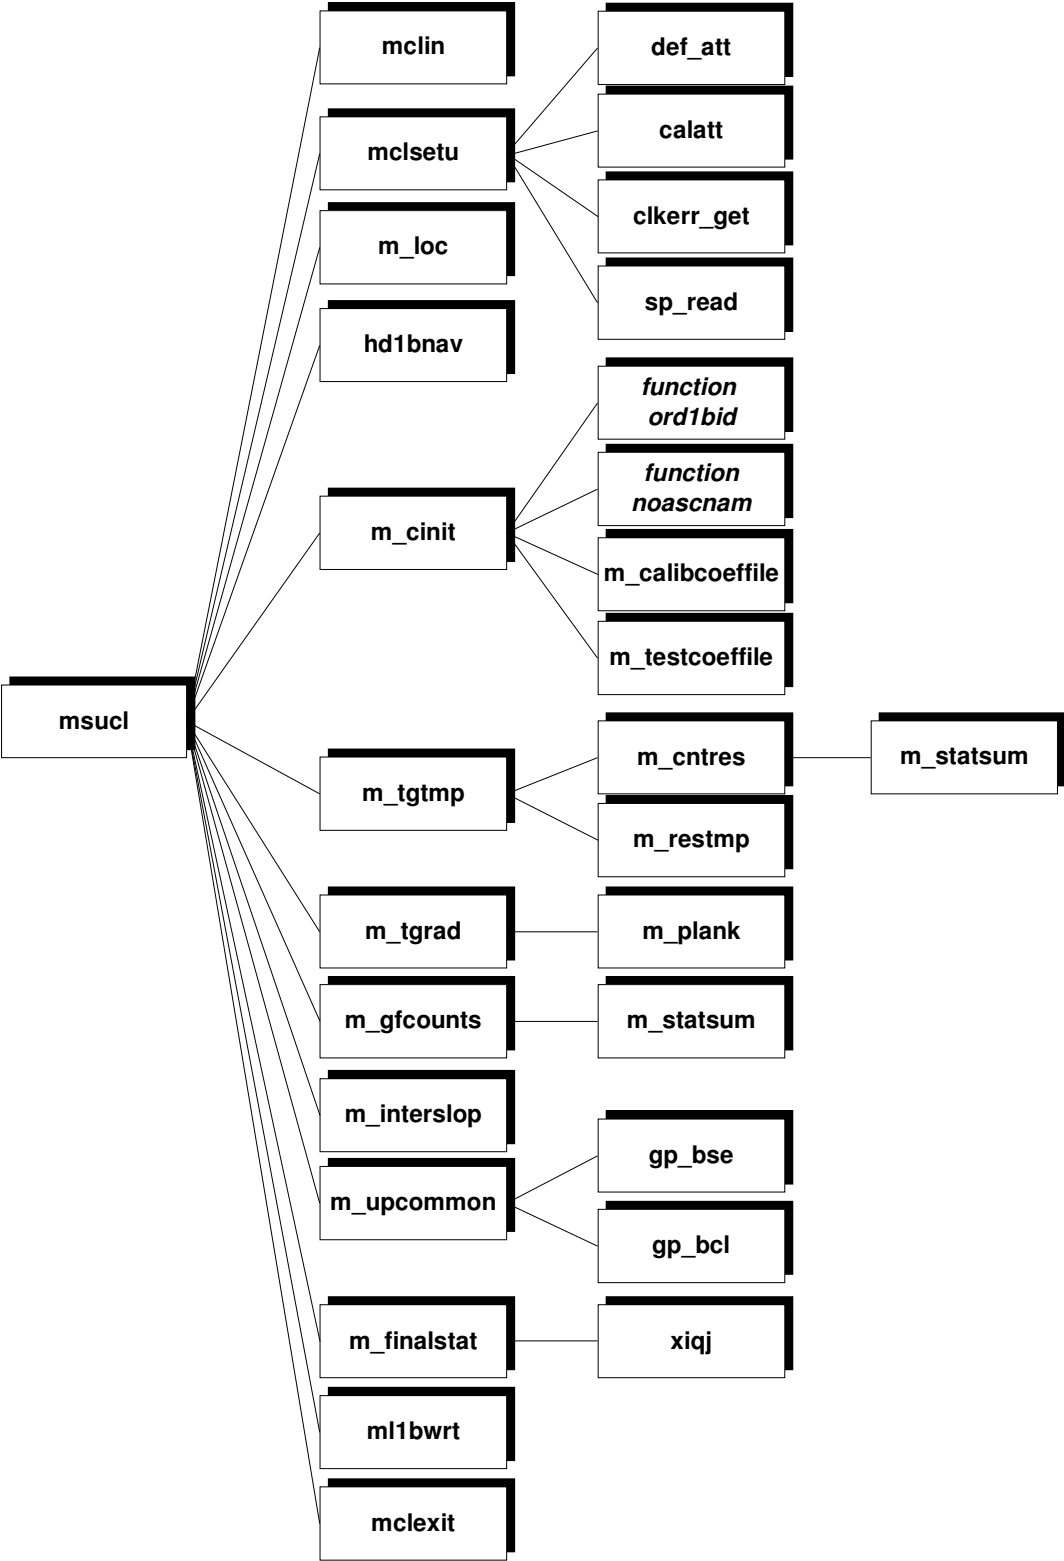 msucl
mclin
mclsetu
def_att
calatt
clkerr_get
sp_read
m_loc
hd1bnav
m_cinit
function
ord1bid
function
noascnam
m_calibcoeffile
m_testcoeffile
m_tgtmp
m_cntres
m_statsum
m_restmp
m_tgrad
m_plank
m_gfcounts
m_statsum
m_interslop
m_upcommon
gp_bse
gp_bcl
m_finalstat
xiqj
ml1bwrt
mclexit